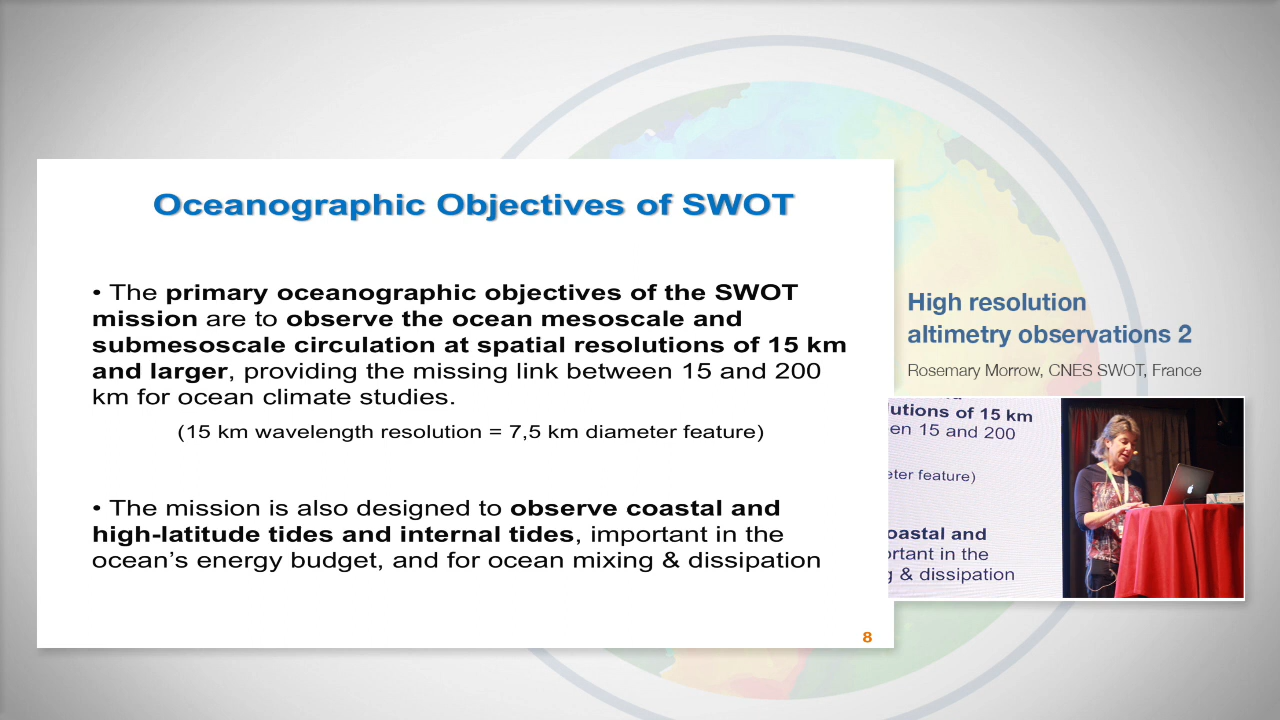 Oceanographic Objectives of SWOT
• The primary oceanographic objectives of the SWOT
mission are to observe the ocean mesoscale and
submesoscale circulation at spatial resolutions of 15 km
and larger, providing the missing link between 15 and 200
km for ocean climate studies.
(15 km wavelength resolution = 7,5 km diameter feature)
• The mission is also designed to observe coastal and
high-latitude tides and internal tides, important in the
ocean's energy budget, and for ocean mixing & dissipation
8
High resolution
altimetry observations 2
Rosemary Morrow, CNES SWOT, France
utions of 15 km
en 15 and 200
eter feature)
oastal and
rtant in the
& dissipation